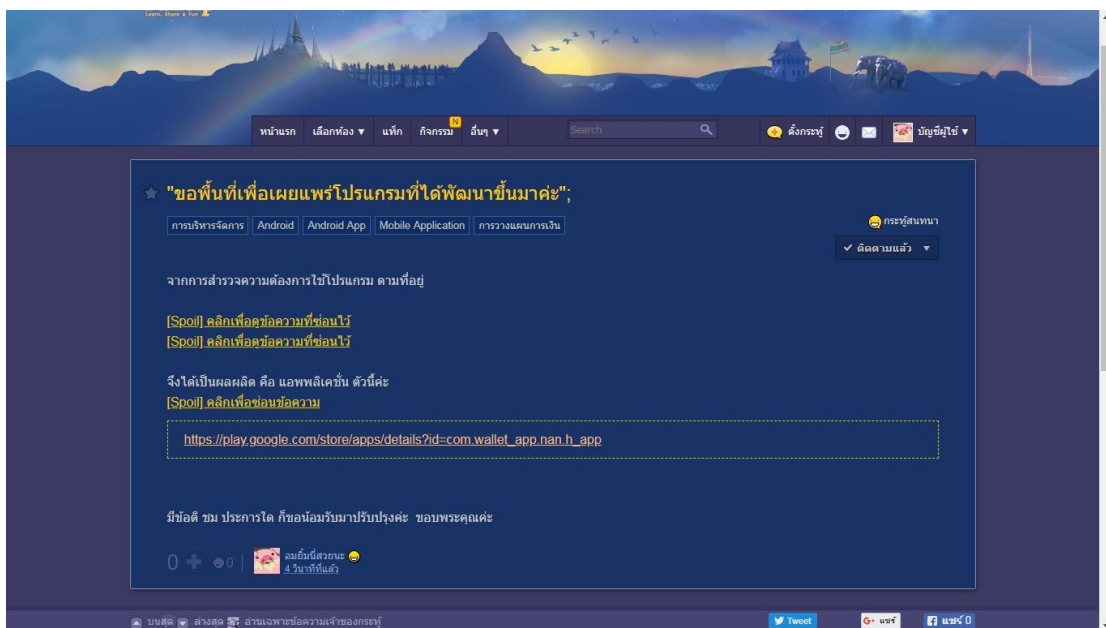 Learn, Share & Fun
หน้าแรก เลือกห้อง ▼ แท็ก กิจกรรม N อื่นๆ ▼ Search ตั้งกระทู้ บัญชีผู้ใช้ ▼
"ขอพื้นที่เพื่อเผยแพร่โปรแกรมที่ได้พัฒนาขึ้นมาค่ะ";
การบริหารจัดการ Android Android App Mobile Application การวางแผนการเงิน
กระทู้สนทนา
✓ ติดตามแล้ว ▼
จากการสำรวจความต้องการใช้โปรแกรม ตามที่อยู่
[Spoil] คลิกเพื่อดูข้อความที่ซ่อนไว้
[Spoil] คลิกเพื่อดูข้อความที่ซ่อนไว้
จึงได้เป็นผลผลิต คือ แอพพลิเคชั่น ตัวนี้ค่ะ
[Spoil] คลิกเพื่อซ่อนข้อความ
https://play.google.com/store/apps/details?id=com.wallet_app.nan.h_app
มีข้อติ ชม ประการใด ก็ขอน้อมรับมาปรับปรุงค่ะ ขอบพระคุณค่ะ
0 + 0 อมยิ้มนี่สวยนะ
4 วินาทีที่แล้ว
บนสุด ล่างสุด อ่านเฉพาะข้อความเจ้าของกระทู้ Tweet G+ แชร์ แชร์ 0